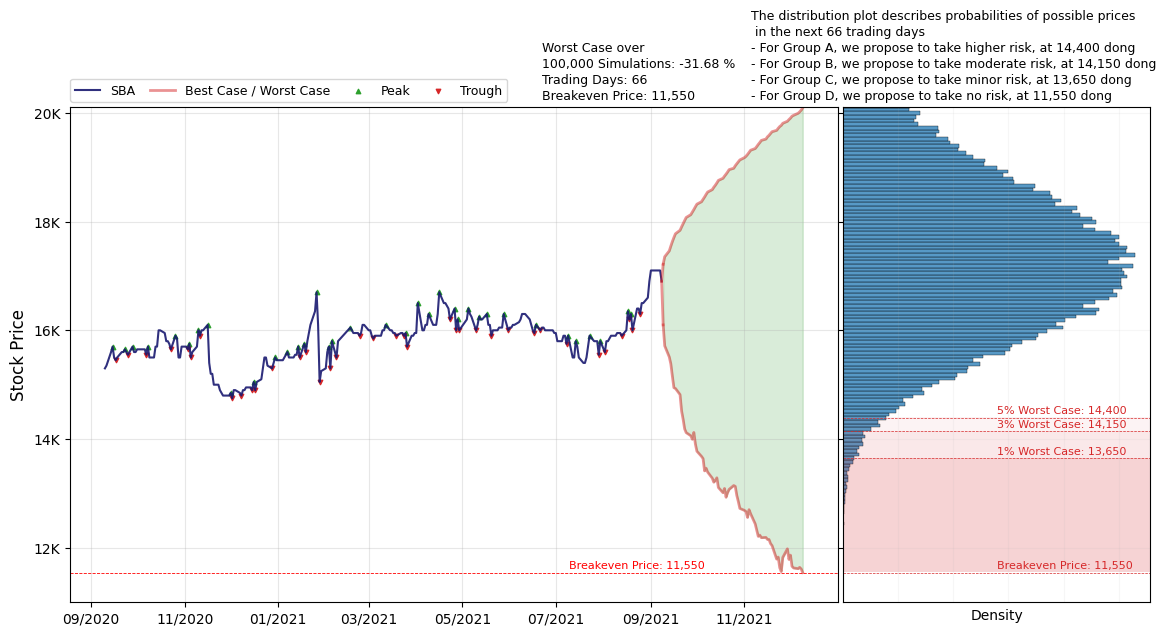 The distribution plot describes probabilities of possible prices
in the next 66 trading days
- For Group A, we propose to take higher risk, at 14,400 dong
- For Group B, we propose to take moderate risk, at 14,150 dong
- For Group C, we propose to take minor risk, at 13,650 dong
- For Group D, we propose to take no risk, at 11,550 dong
Worst Case over
100,000 Simulations: -31.68 %
Trading Days: 66
Breakeven Price: 11,550
SBA
Best Case / Worst Case
Peak
Trough
Stock Price
20K
18K
16K
14K
12K
Breakeven Price: 11,550
09/2020
11/2020
01/2021
03/2021
05/2021
07/2021
09/2021
11/2021
5% Worst Case: 14,400
3% Worst Case: 14,150
1% Worst Case: 13,650
Breakeven Price: 11,550
Density